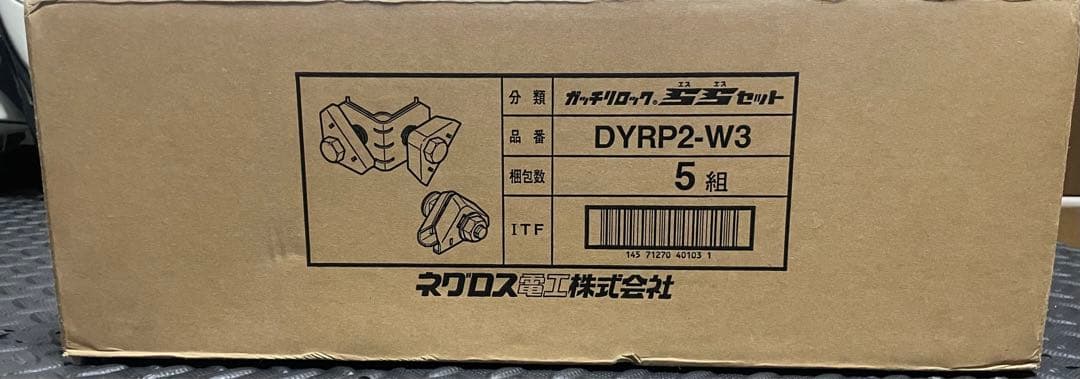 分類 ガッチリロック®SSセット
エス エス
品番 DYRP2-W3
梱包数 5組
ITF
145 71270 40103 1
ネグロス電工株式会社